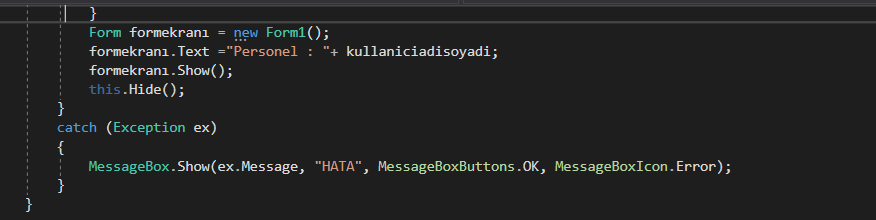 }
Form formekranı = new Form1();
formekranı.Text ="Personel : "+ kullaniciadisoyadi;
formekranı.Show();
this.Hide();
}
catch (Exception ex)
{
MessageBox.Show(ex.Message, "HATA", MessageBoxButtons.OK, MessageBoxIcon.Error);
}
}